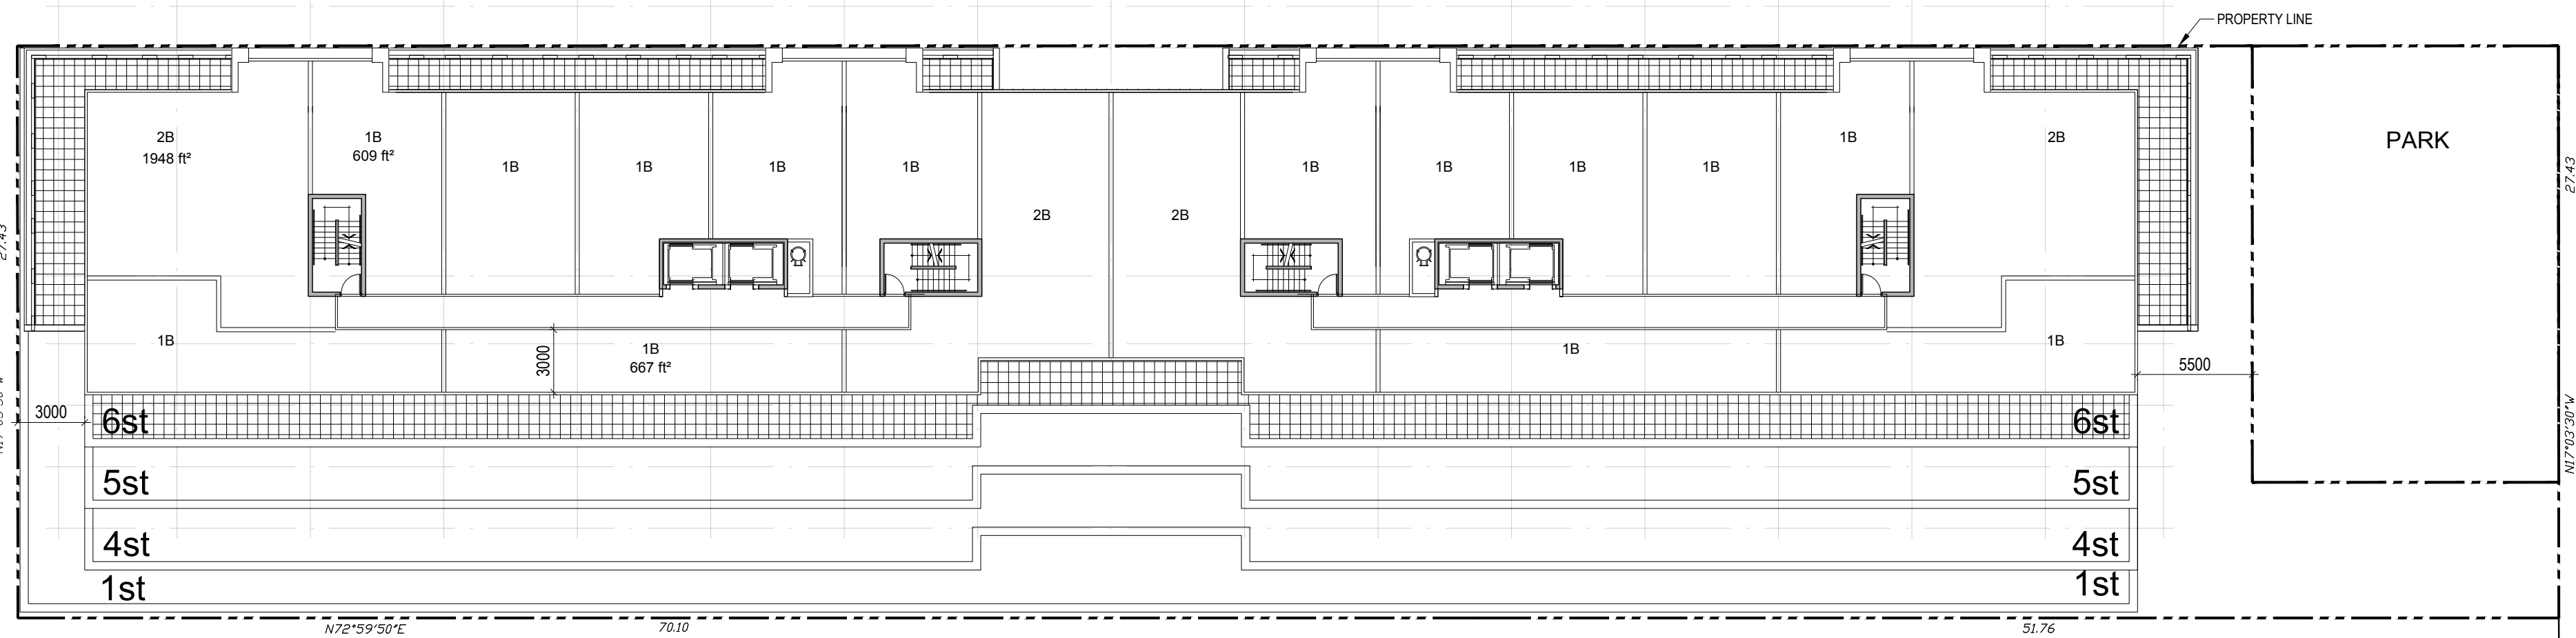 PROPERTY LINE
PARK
27.43
27.43
2B
1948 ft²
1B
609 ft²
1B
1B
1B
1B
2B
2B
1B
1B
1B
1B
1B
2B
1B
1B
667 ft²
3000
1B
1B
5500
3000
N17°03'30"W
6st
6st
5st
5st
4st
4st
1st
1st
N72°59'50"E
70.10
51.76